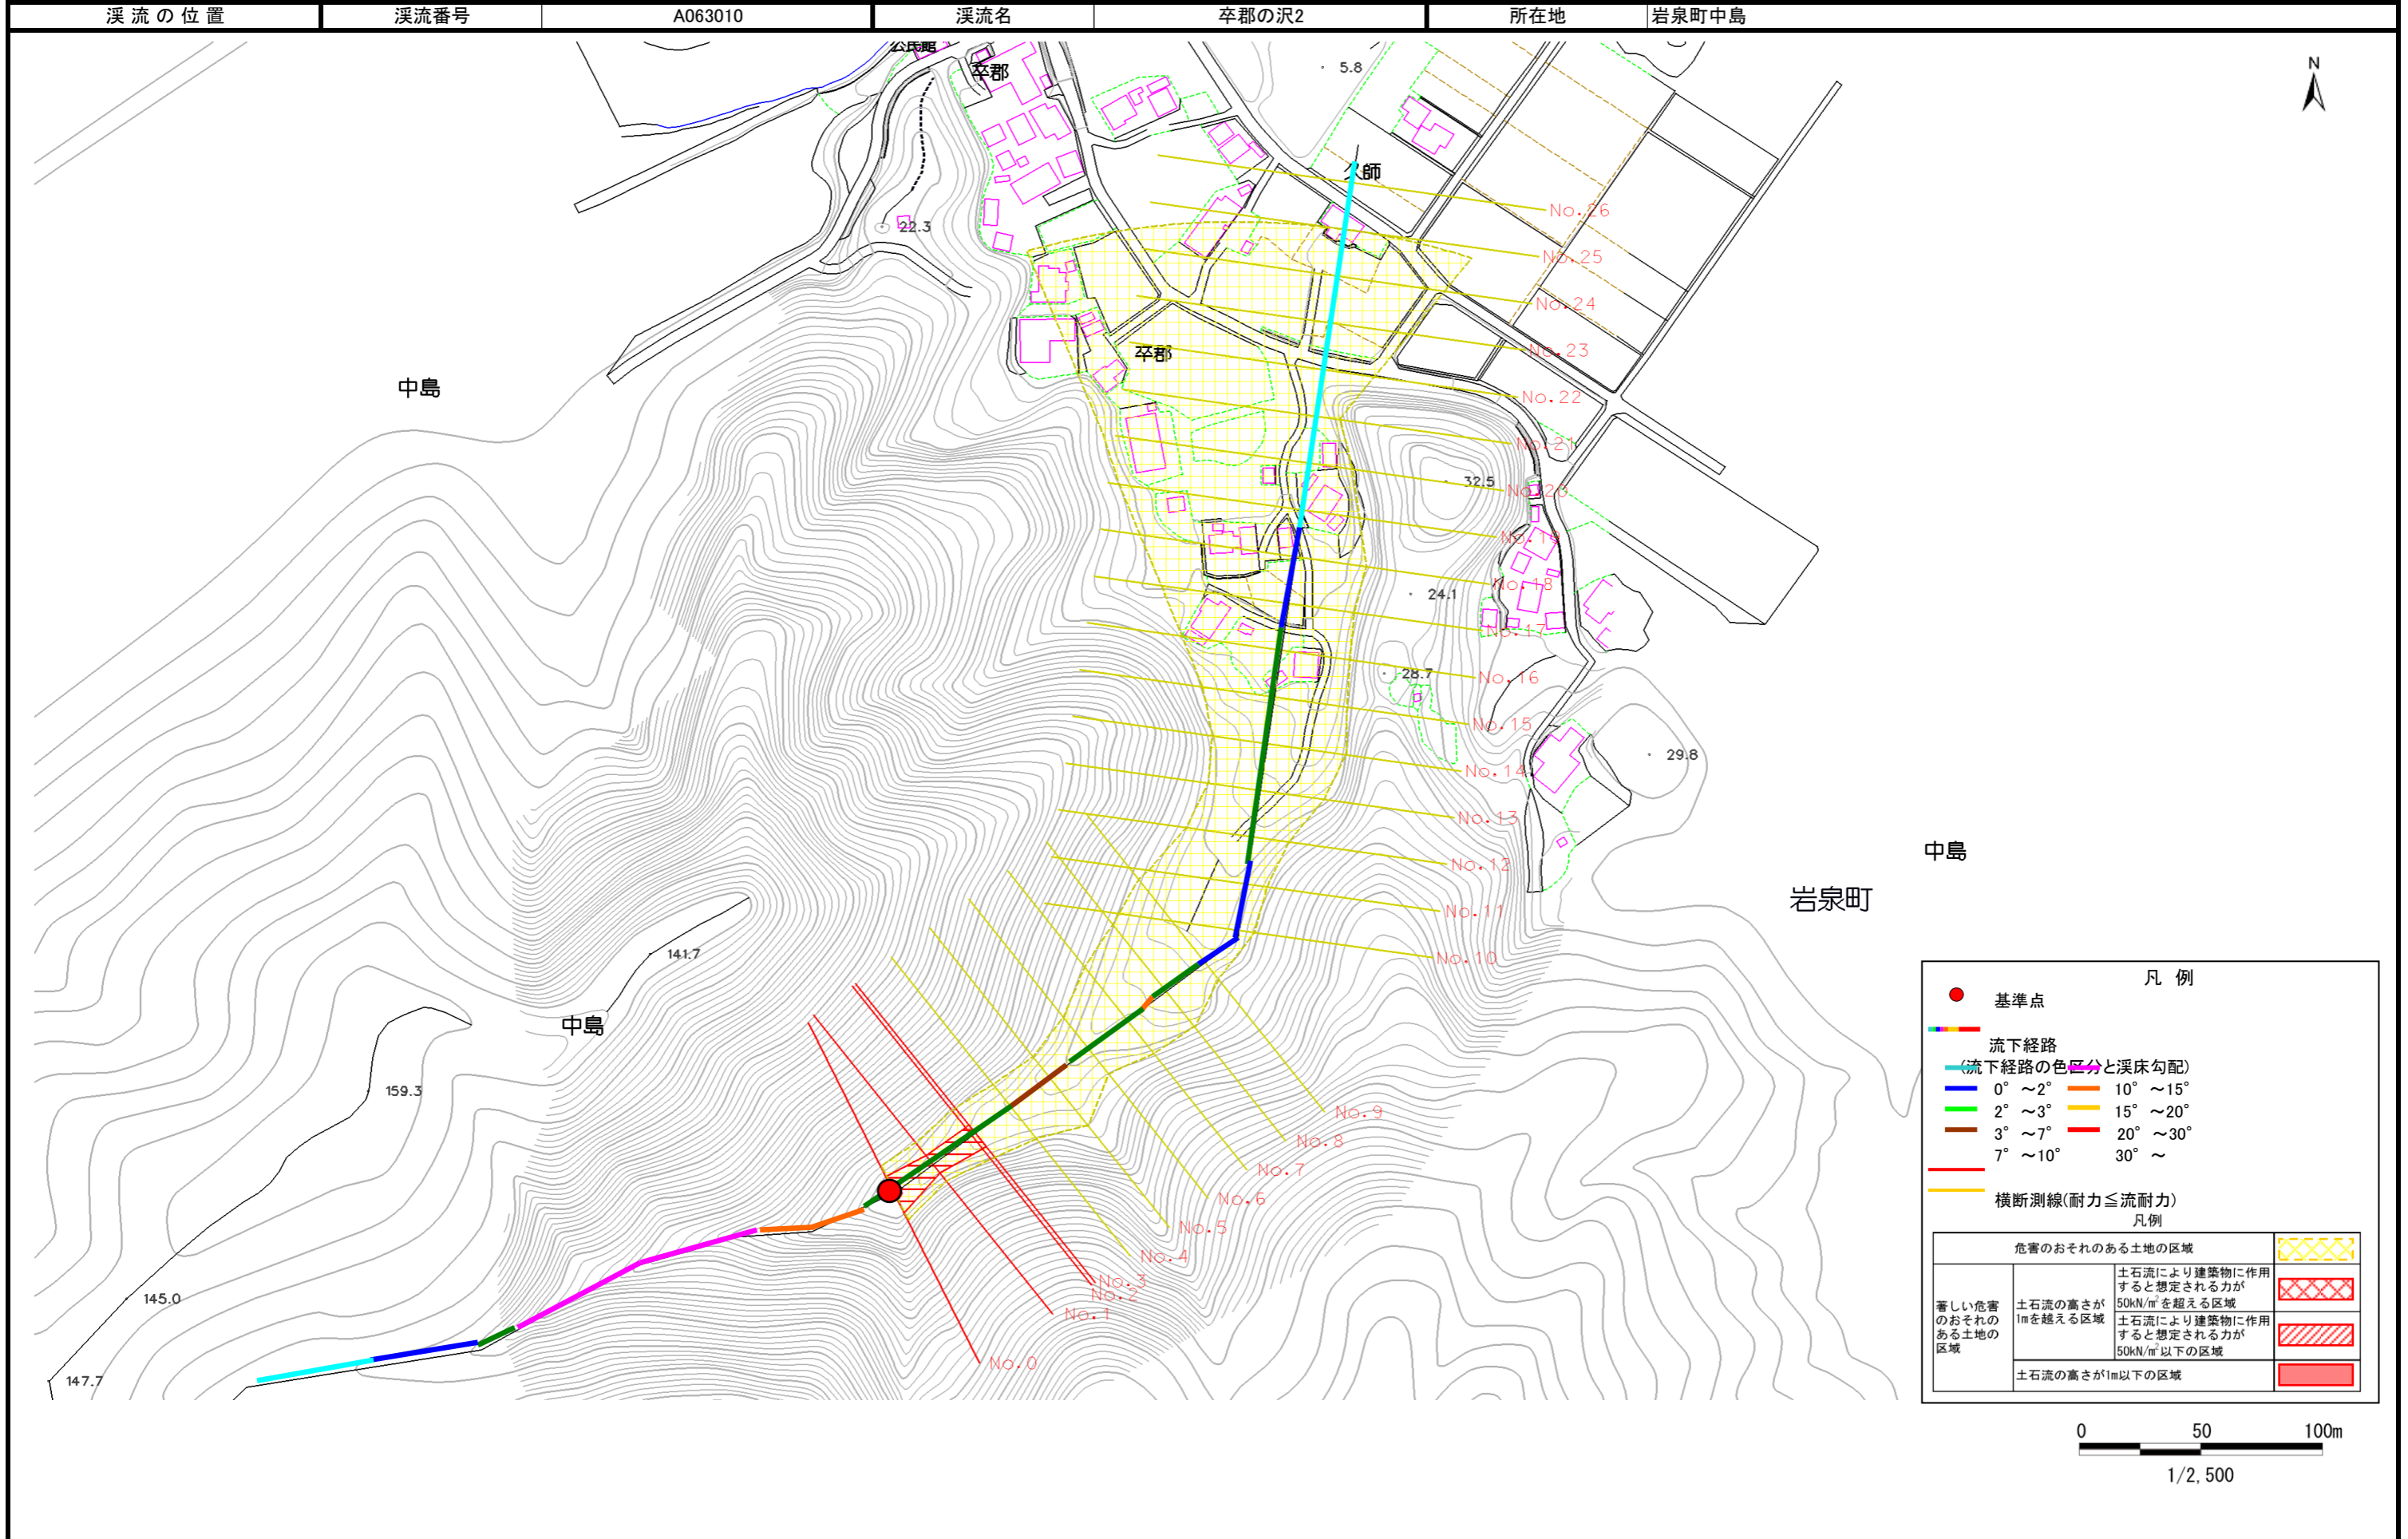 渓流の位置 渓流番号 A063010 渓流名 卒郡の沢2 所在地 岩泉町中島
公民館
卒郡
5.8
N
久師
No.26
22.3
No.25
No.24
No.23
卒郡
中島
No.22
No.21
32.5
No.20
No.19
No.18
24.1
No.17
28.7
No.16
No.15
29.8
No.14
No.13
中島
No.12
岩泉町
No.11
141.7
No.10
中島
159.3
No.9
No.8
No.7
No.6
No.5
No.4
No.3
No.2
No.1
145.0
No.0
147.7
凡 例
基準点
流下経路
(流下経路の色区分と渓床勾配)
0° ~2° 10° ~15°
2° ~3° 15° ~20°
3° ~7° 20° ~30°
7° ~10° 30° ~
横断測線(耐力≦流耐力)
凡例
危害のおそれのある土地の区域
著しい危害
のおそれの
ある土地の
区域
土石流の高さが
1mを越える区域
土石流により建築物に作用
すると想定される力が
50kN/㎡を超える区域
土石流により建築物に作用
すると想定される力が
50kN/㎡以下の区域
土石流の高さが1m以下の区域
0 50 100m
1/2,500